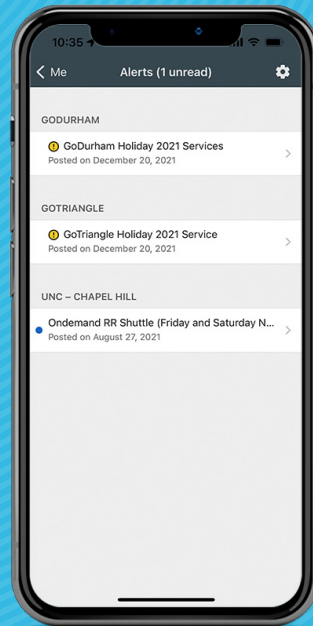 10:35
Me
Alerts (1 unread)
GODURHAM
GoDurham Holiday 2021 Services
Posted on December 20, 2021
GOTRIANGLE
GoTriangle Holiday 2021 Service
Posted on December 20, 2021
UNC – CHAPEL HILL
Ondemand RR Shuttle (Friday and Saturday N...
Posted on August 27, 2021